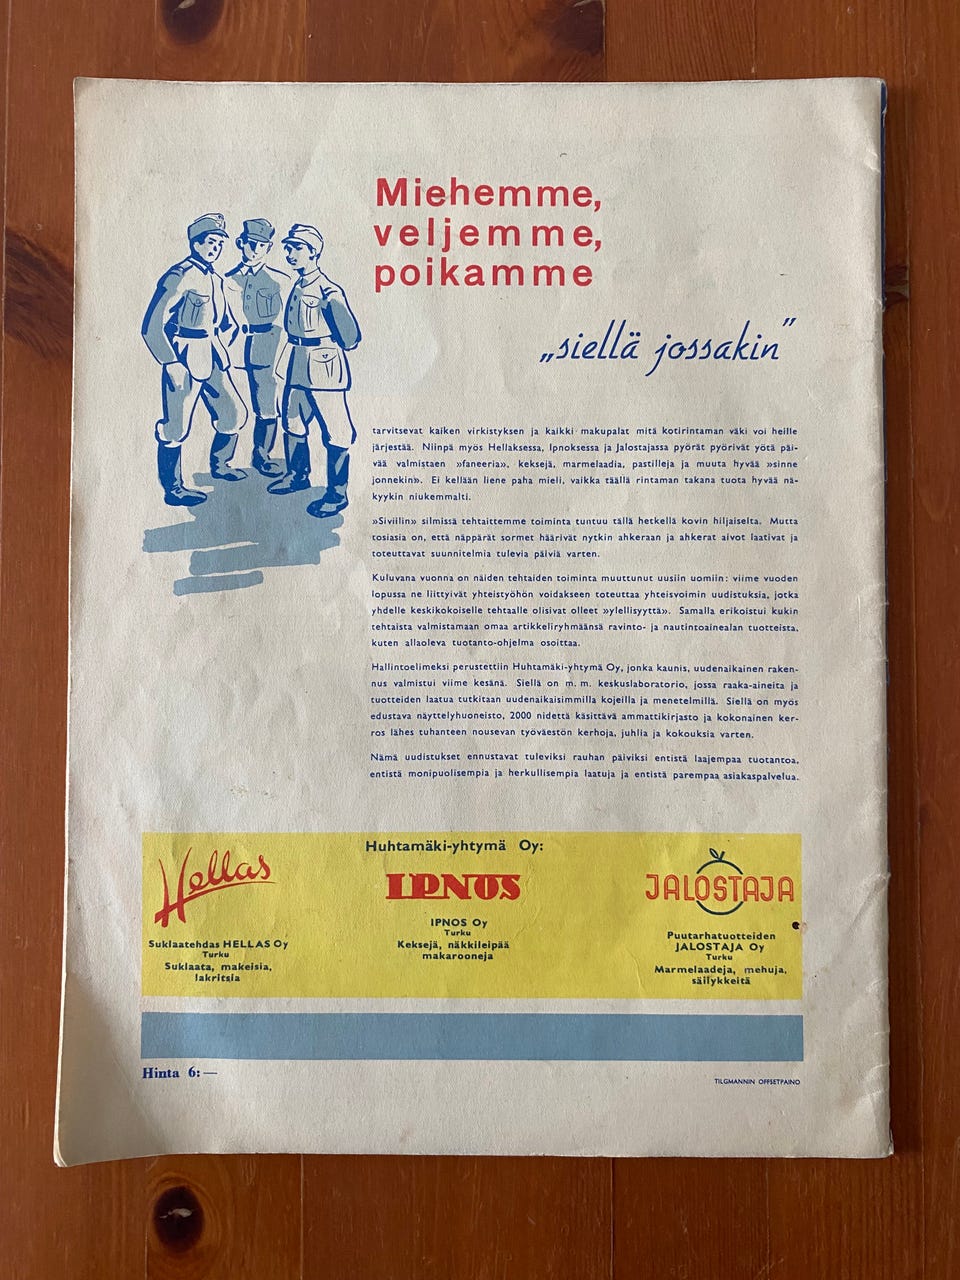 Miehemme,
veljemme,
poikamme
„siellä jossakin”
tarvitsevat kaiken virkistyksen ja kaikki makupalat mitä kotirintaman väki voi heille
järjestää. Niinpä myös Hellaksessa, Ipnoksessa ja Jalostajassa pyörät pyörivät yötä päi-
vää valmistaen »faneeria», keksejä, marmelaadia, pastilleja ja muuta hyvää »sinne
jonnekin». Ei kellään liene paha mieli, vaikka täällä rintaman takana tuota hyvää nä-
kyykin niukemmalti.
»Siviilin» silmissä tehtaittemme toiminta tuntuu tällä hetkellä kovin hiljaiselta. Mutta
tosiasia on, että näppärät sormet häärivät nytkin ahkeraan ja ahkerat aivot laativat ja
toteuttavat suunnitelmia tulevia päiviä varten.
Kuluvana vuonna on näiden tehtaiden toiminta muuttunut uusiin uomiin: viime vuoden
lopussa ne liittyivät yhteistyöhön voidakseen toteuttaa yhteisvoimin uudistuksia, jotka
yhdelle keskikokoiselle tehtaalle olisivat olleet »ylellisyyttä». Samalla erikoistui kukin
tehtaista valmistamaan omaa artikkeliryhmäänsä ravinto- ja nautintoainealan tuotteista,
kuten allaoleva tuotanto-ohjelma osoittaa.
Hallintoelimeksi perustettiin Huhtamäki-yhtymä Oy, jonka kaunis, uudenaikainen raken-
nus valmistui viime kesänä. Siellä on m. m. keskuslaboratorio, jossa raaka-aineita ja
tuotteiden laatua tutkitaan uudenaikaisimmilla kojeilla ja menetelmillä. Siellä on myös
edustava näyttelyhuoneisto, 2000 nidettä käsittävä ammattikirjasto ja kokonainen ker-
ros lähes tuhanteen nousevan työväestön kerhoja, juhlia ja kokouksia varten.
Nämä uudistukset ennustavat tuleviksi rauhan päiviksi entistä laajempaa tuotantoa,
entistä monipuolisempia ja herkullisempia laatuja ja entistä parempaa asiakaspalvelua.
Huhtamäki-yhtymä Oy:
Hellas
Suklaatehdas HELLAS Oy
Turku
Suklaata, makeisia,
lakritsia
IPNOS
IPNOS Oy
Turku
Keksejä, näkkileipää
makarooneja
JALOSTAJA
Puutarhatuotteiden
JALOSTAJA Oy
Turku
Marmelaadeja, mehuja,
säilykkeitä
Hinta 6: —
TILGMANNIN OFFSETPAINO